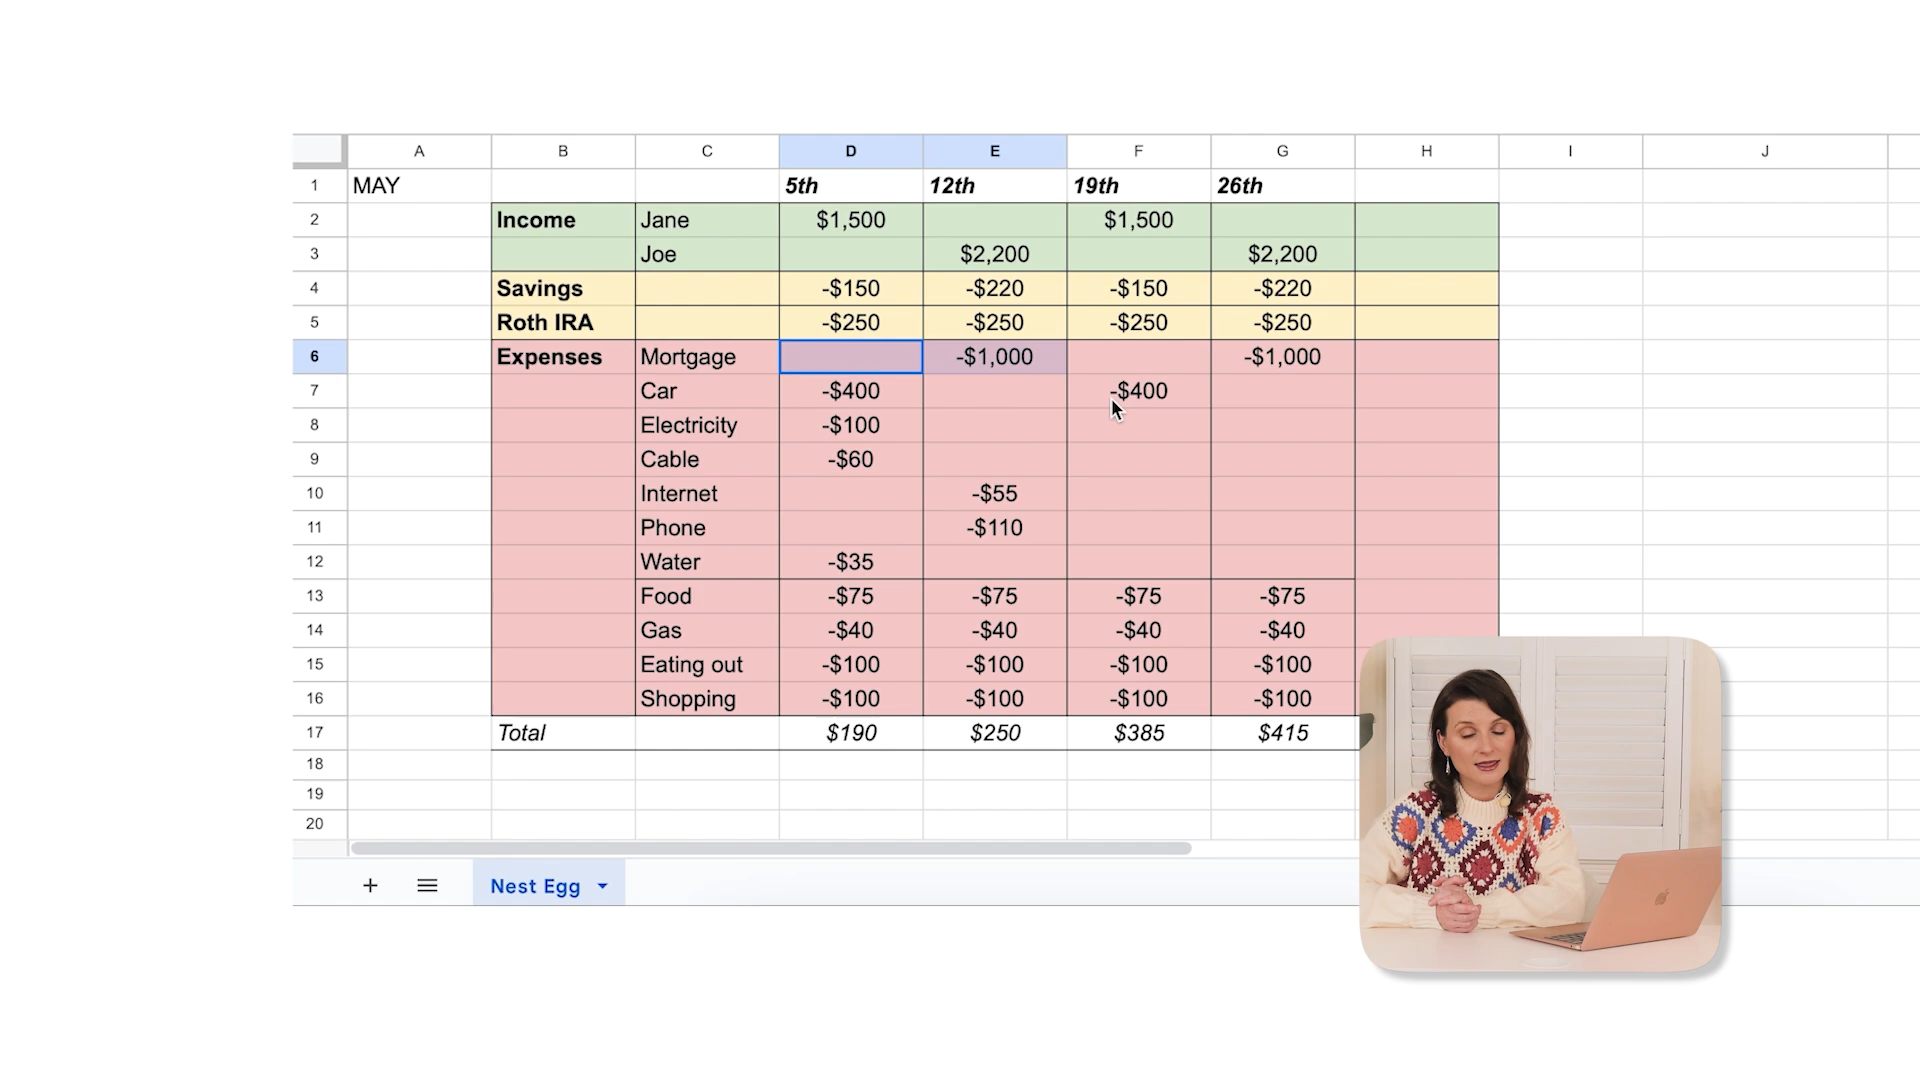 A B C D E F G H I J
1 MAY 5th 12th 19th 26th
2 Income Jane $1,500 $1,500
3 Joe $2,200 $2,200
4 Savings -$150 -$220 -$150 -$220
5 Roth IRA -$250 -$250 -$250 -$250
6 Expenses Mortgage -$1,000 -$1,000
7 Car -$400 -$400
8 Electricity -$100
9 Cable -$60
10 Internet -$55
11 Phone -$110
12 Water -$35
13 Food -$75 -$75 -$75 -$75
14 Gas -$40 -$40 -$40 -$40
15 Eating out -$100 -$100 -$100 -$100
16 Shopping -$100 -$100 -$100 -$100
17 Total $190 $250 $385 $415
18
19
20
Nest Egg